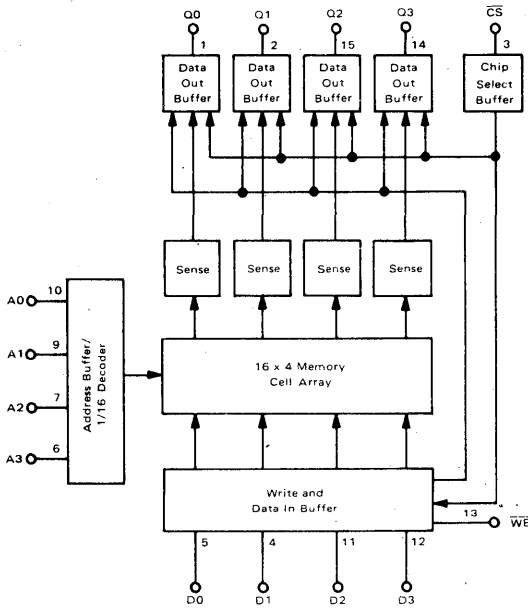 Q0 Q1 Q2 Q3 CS
1 2 15 14 3
Data Out Buffer
Data Out Buffer
Data Out Buffer
Data Out Buffer
Chip Select Buffer
Sense Sense Sense Sense
A0 10
A1 9
A2 7
A3 6
Address Buffer/
1/16 Decoder
16 x 4 Memory
Cell Array
Write and
Data In Buffer
13 WE
5 4 11 12
D0 D1 D2 D3